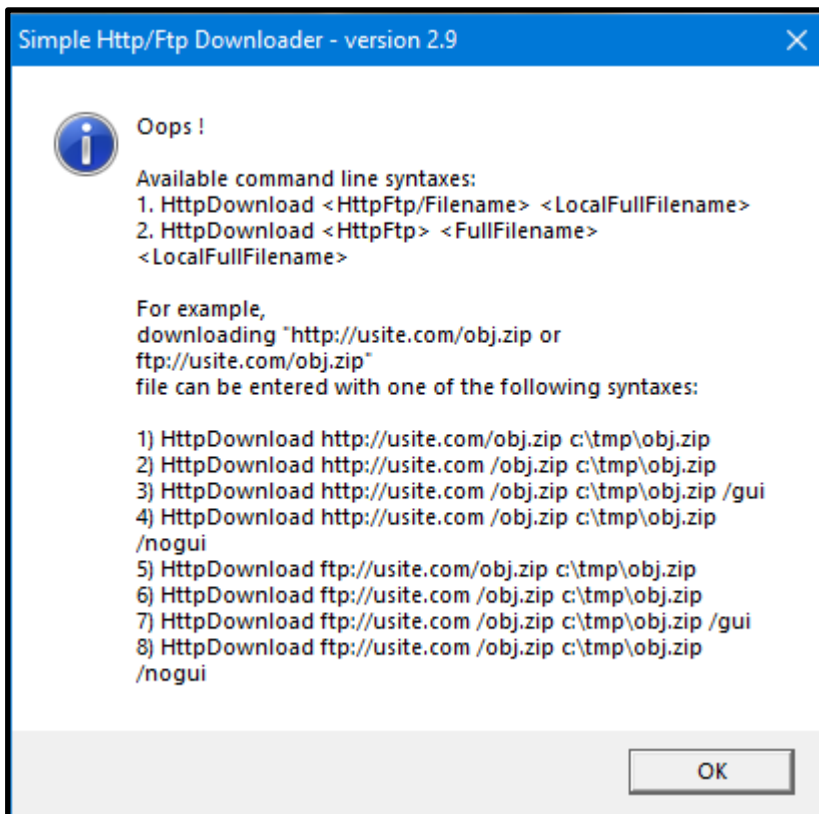 Simple Http/Ftp Downloader - version 2.9
Oops !
Available command line syntaxes:
1. HttpDownload <HttpFtp/Filename> <LocalFullFilename>
2. HttpDownload <HttpFtp> <FullFilename>
<LocalFullFilename>
For example,
downloading "http://usite.com/obj.zip or
ftp://usite.com/obj.zip"
file can be entered with one of the following syntaxes:
1) HttpDownload http://usite.com/obj.zip c:\tmp\obj.zip
2) HttpDownload http://usite.com /obj.zip c:\tmp\obj.zip
3) HttpDownload http://usite.com /obj.zip c:\tmp\obj.zip /gui
4) HttpDownload http://usite.com /obj.zip c:\tmp\obj.zip
/nogui
5) HttpDownload ftp://usite.com/obj.zip c:\tmp\obj.zip
6) HttpDownload ftp://usite.com /obj.zip c:\tmp\obj.zip
7) HttpDownload ftp://usite.com /obj.zip c:\tmp\obj.zip /gui
8) HttpDownload ftp://usite.com /obj.zip c:\tmp\obj.zip
/nogui
OK